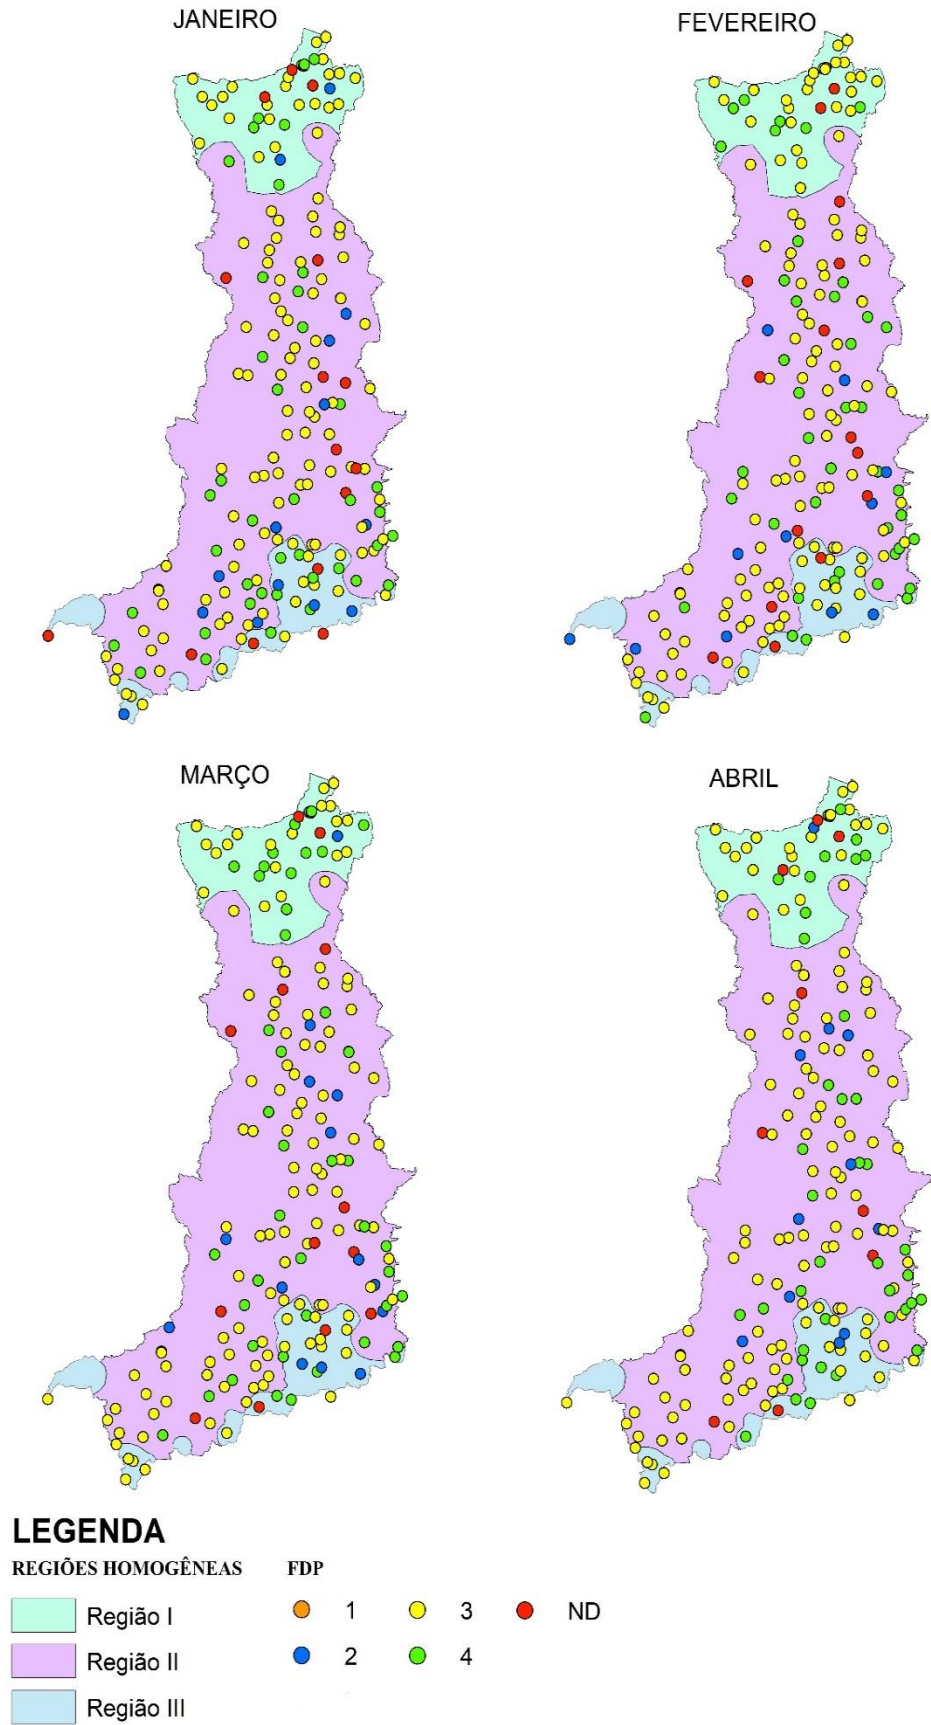 JANEIRO
FEVEREIRO
MARÇO
ABRIL
LEGENDA
REGIÕES HOMOGÊNEAS FDP
Região I 1 3 ND
Região II 2 4
Região III